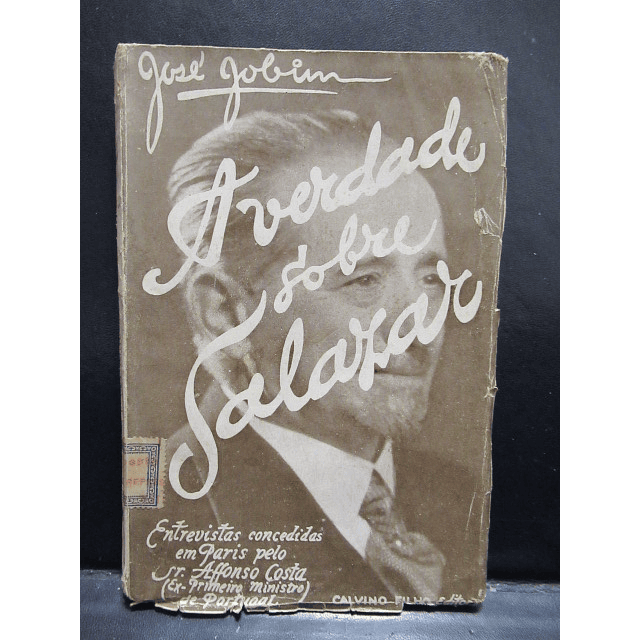 José Jobim
A verdade
sobre
Salazar
Entrevistas concedidas
em Paris pelo
Sr. Affonso Costa
(Ex-Primeiro ministro)
de Portugal
CALVINO FILHO